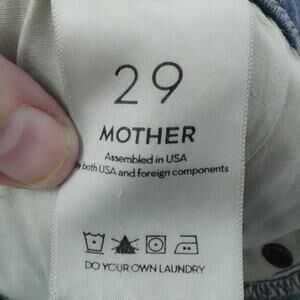 29
MOTHER
Assembled in USA
by both USA and foreign components
DO YOUR OWN LAUNDRY